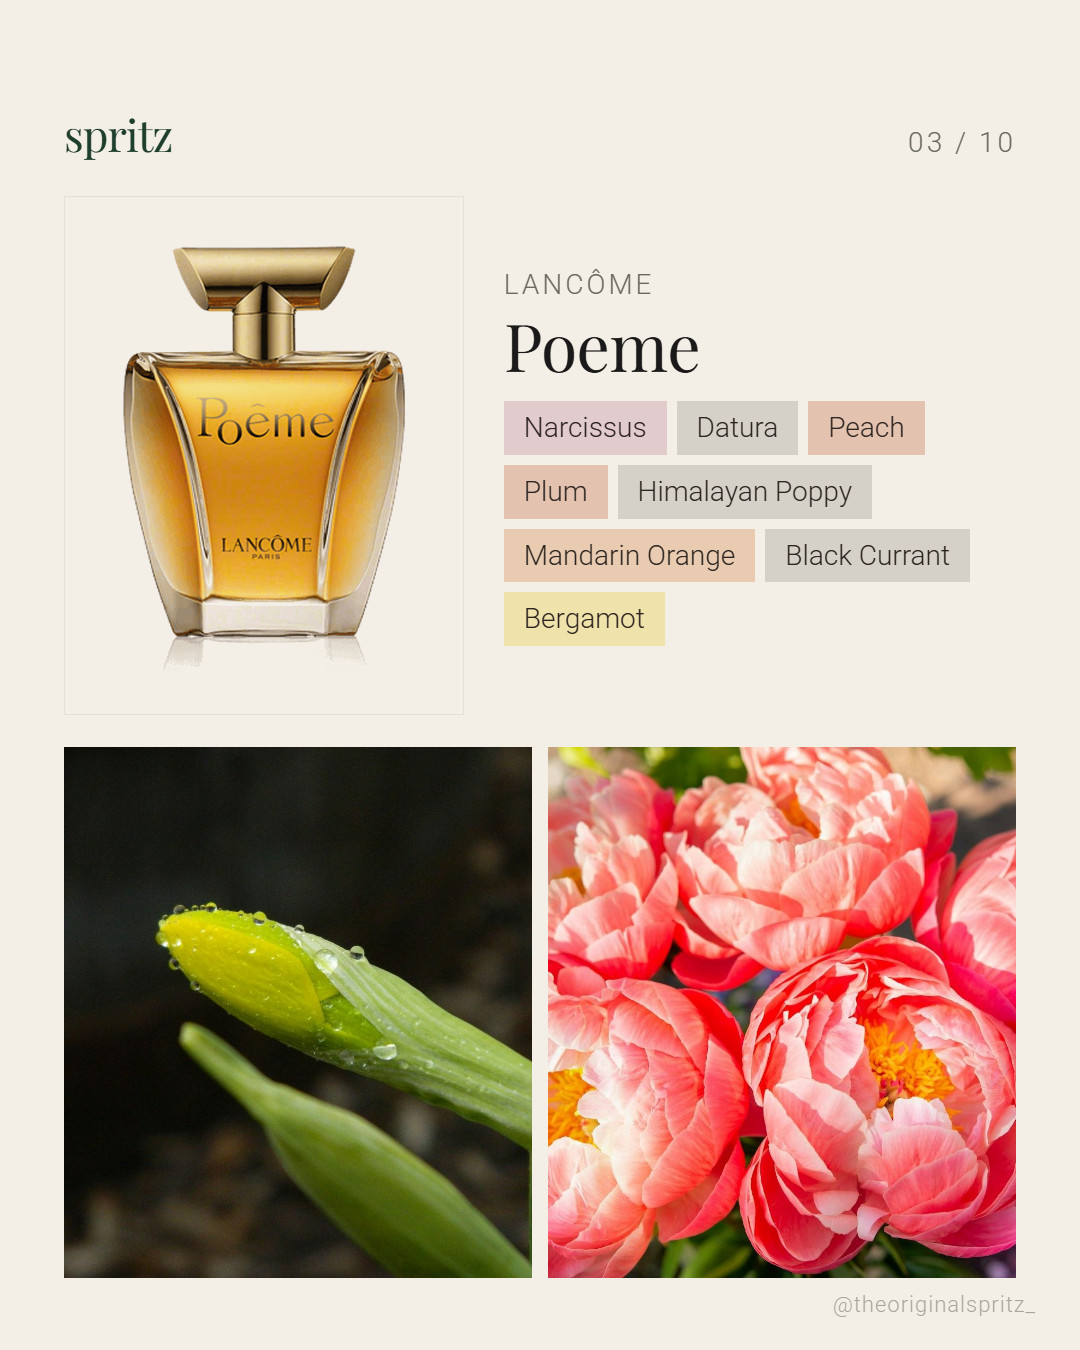 spritz
03 / 10
Poême
LANCÔME
PARIS
LANCÔME
Poeme
Narcissus
Datura
Peach
Plum
Himalayan Poppy
Mandarin Orange
Black Currant
Bergamot
@theoriginalspritz_